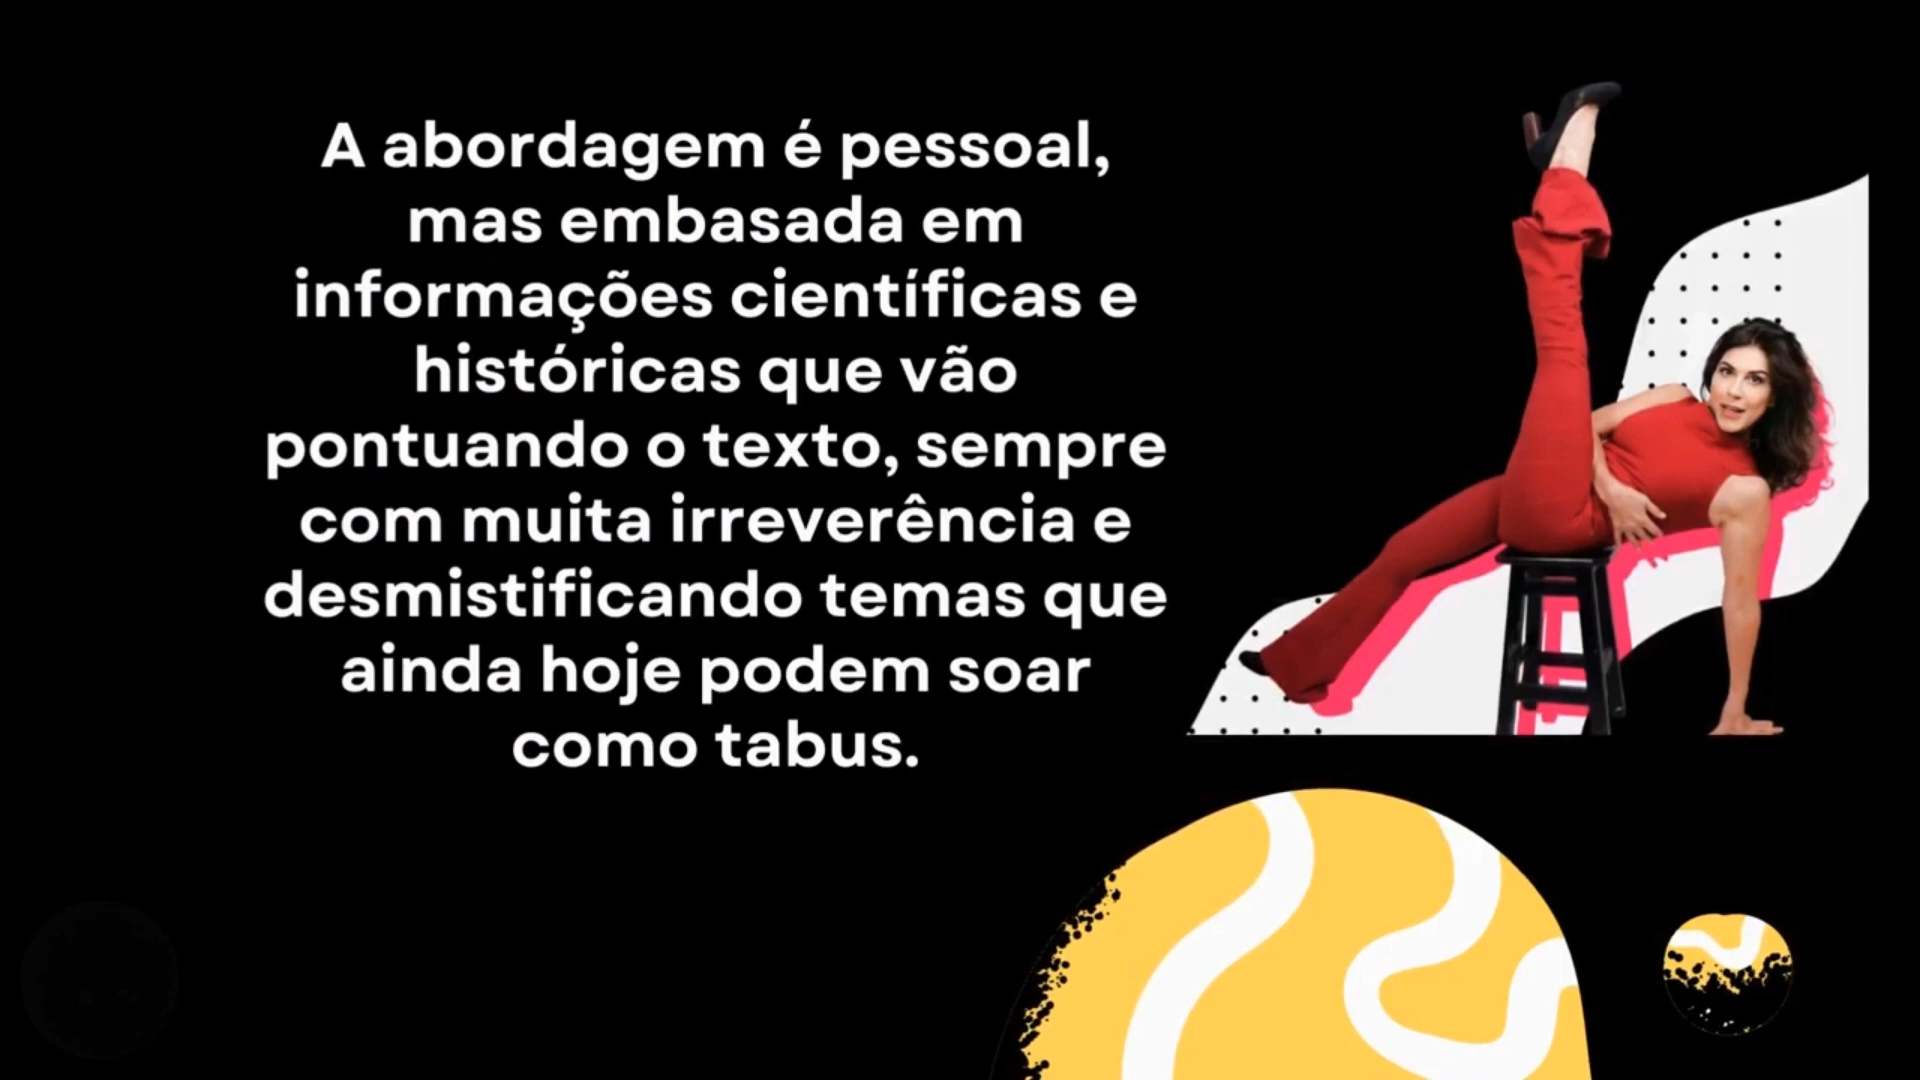 A abordagem é pessoal,
mas embasada em
informações científicas e
históricas que vão
pontuando o texto, sempre
com muita irreverência e
desmistificando temas que
ainda hoje podem soar
como tabus.